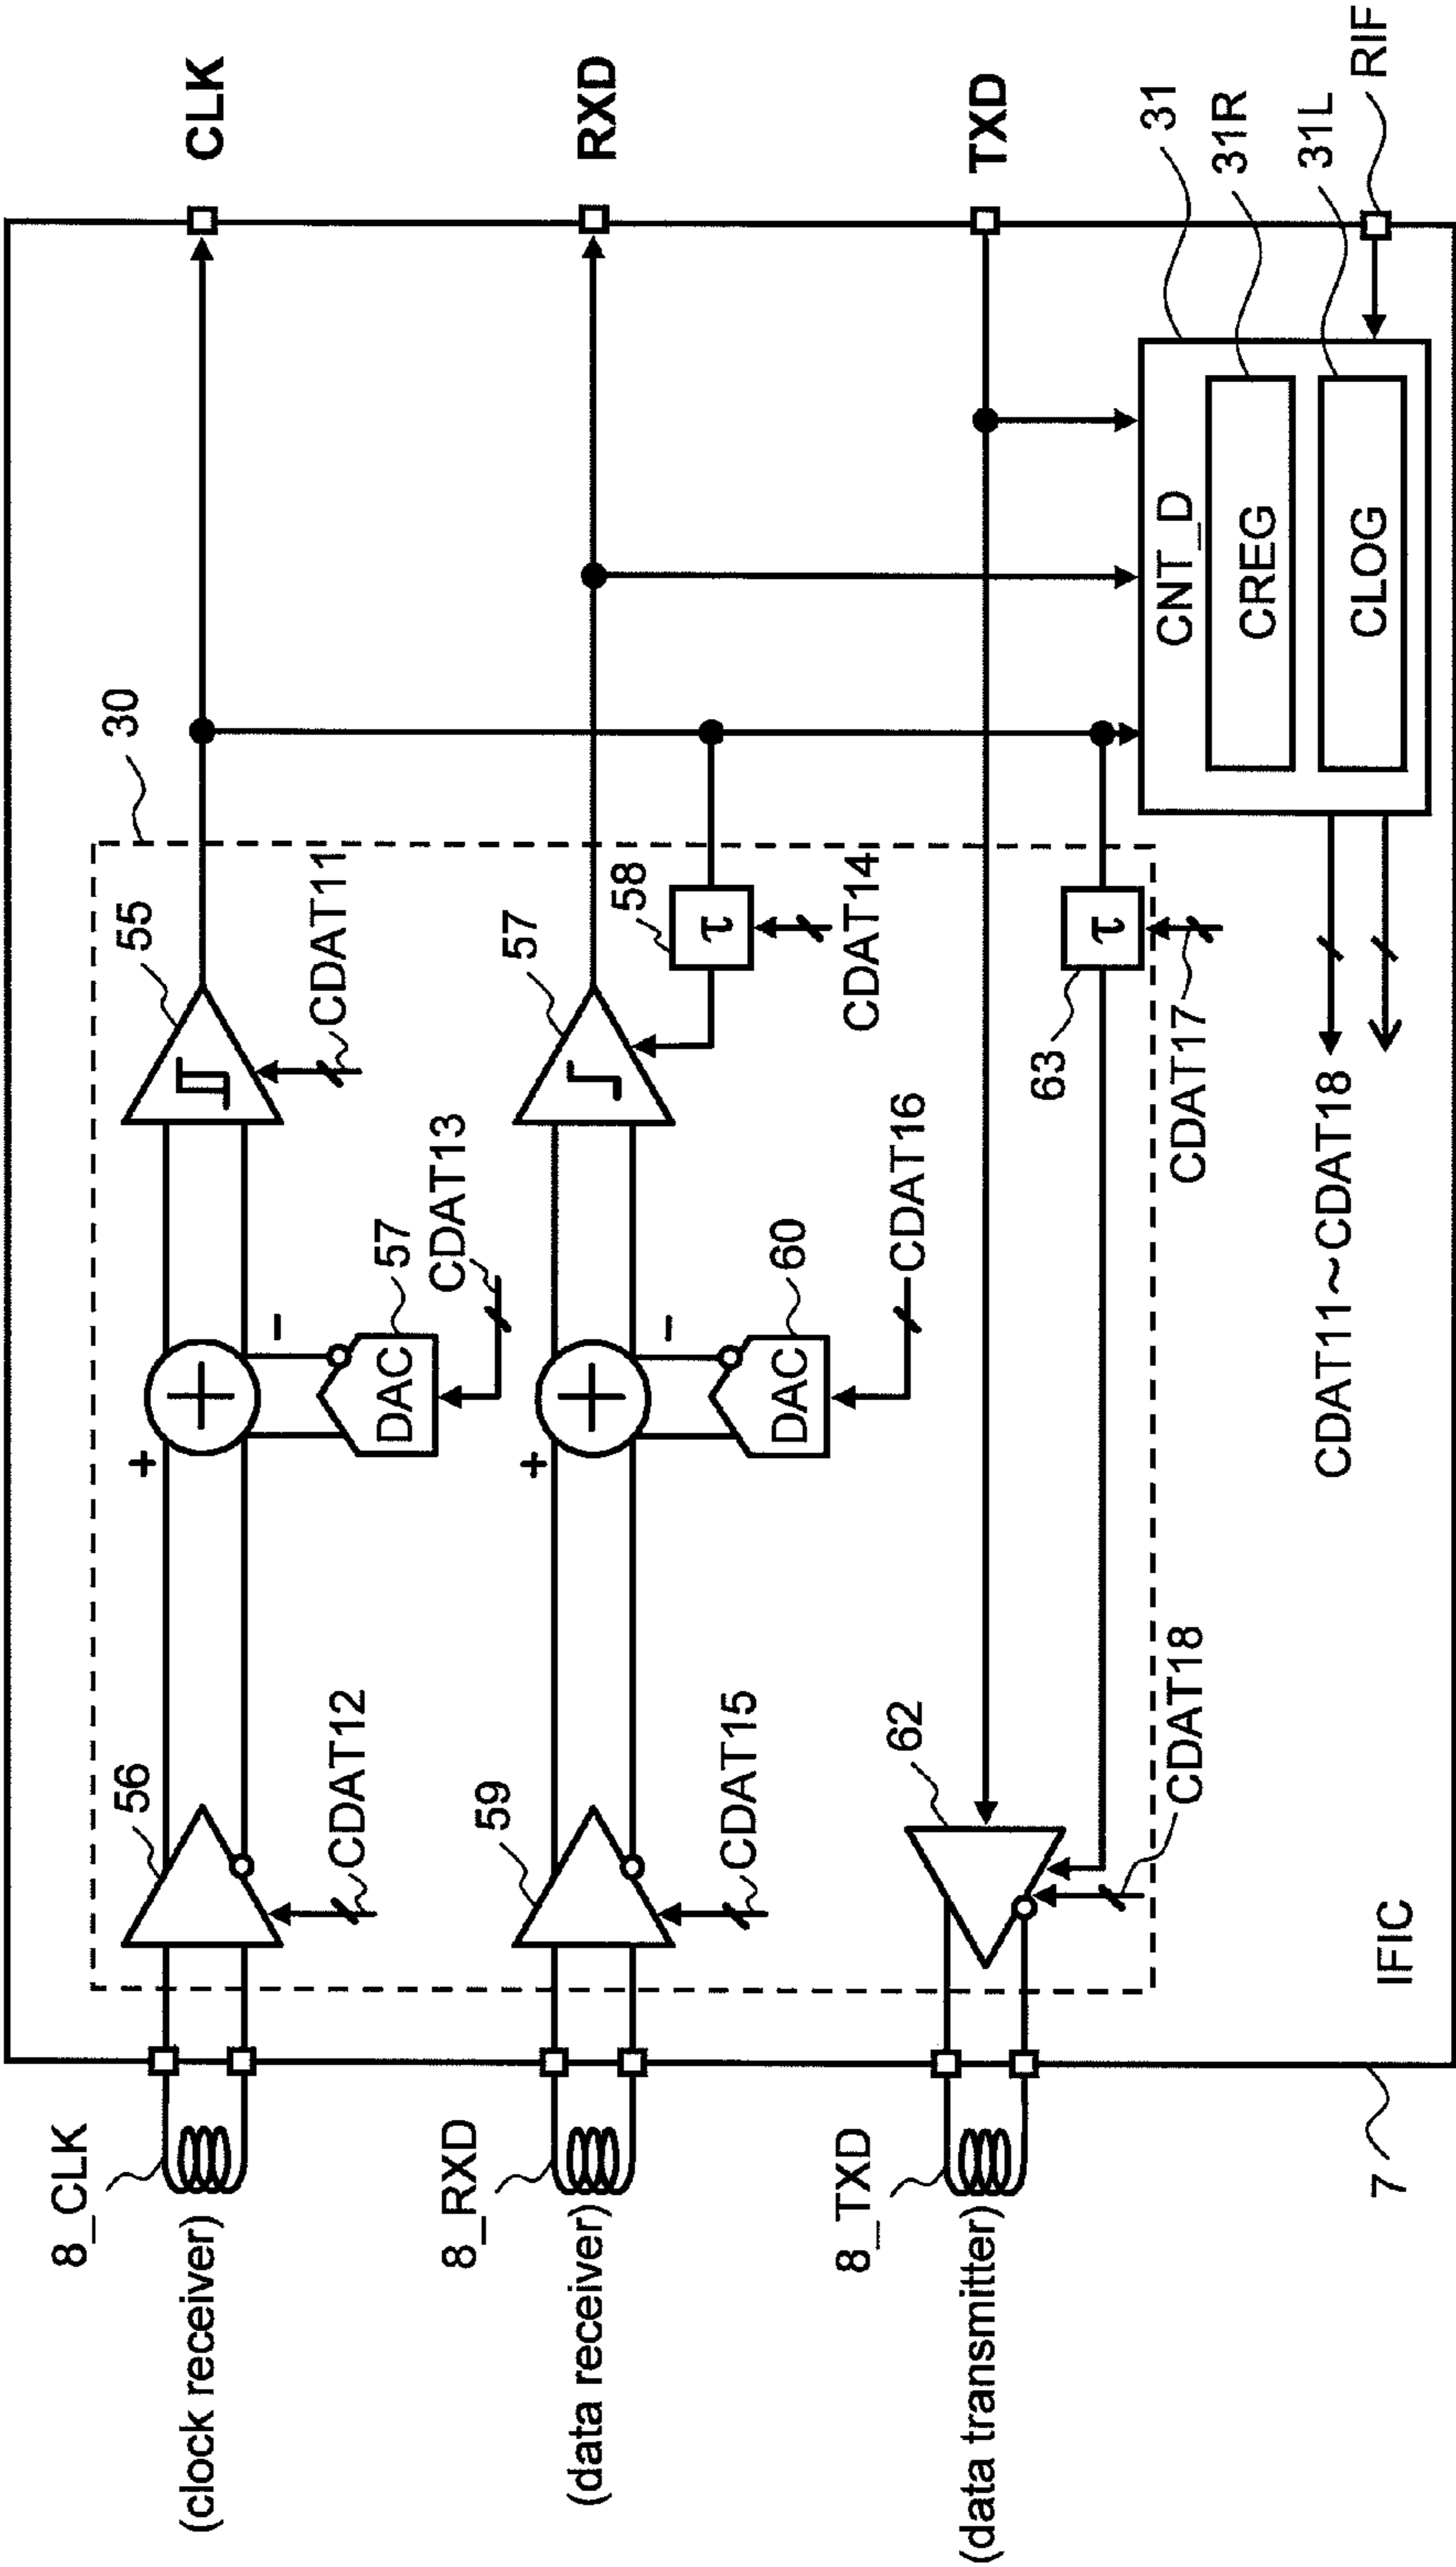 8_CLK
(clock receiver)
56
CDAT12
+
−
DAC
57
CDAT13
55
CDAT11
30
CLK
8_RXD
(data receiver)
59
CDAT15
+
−
DAC
60
CDAT16
57
58
τ
CDAT14
RXD
8_TXD
(data transmitter)
62
CDAT18
63
τ
CDAT17
TXD
CDAT11~CDAT18
CNT_D
CREG
CLOG
31
31R
31L
RIF
7
IFIC